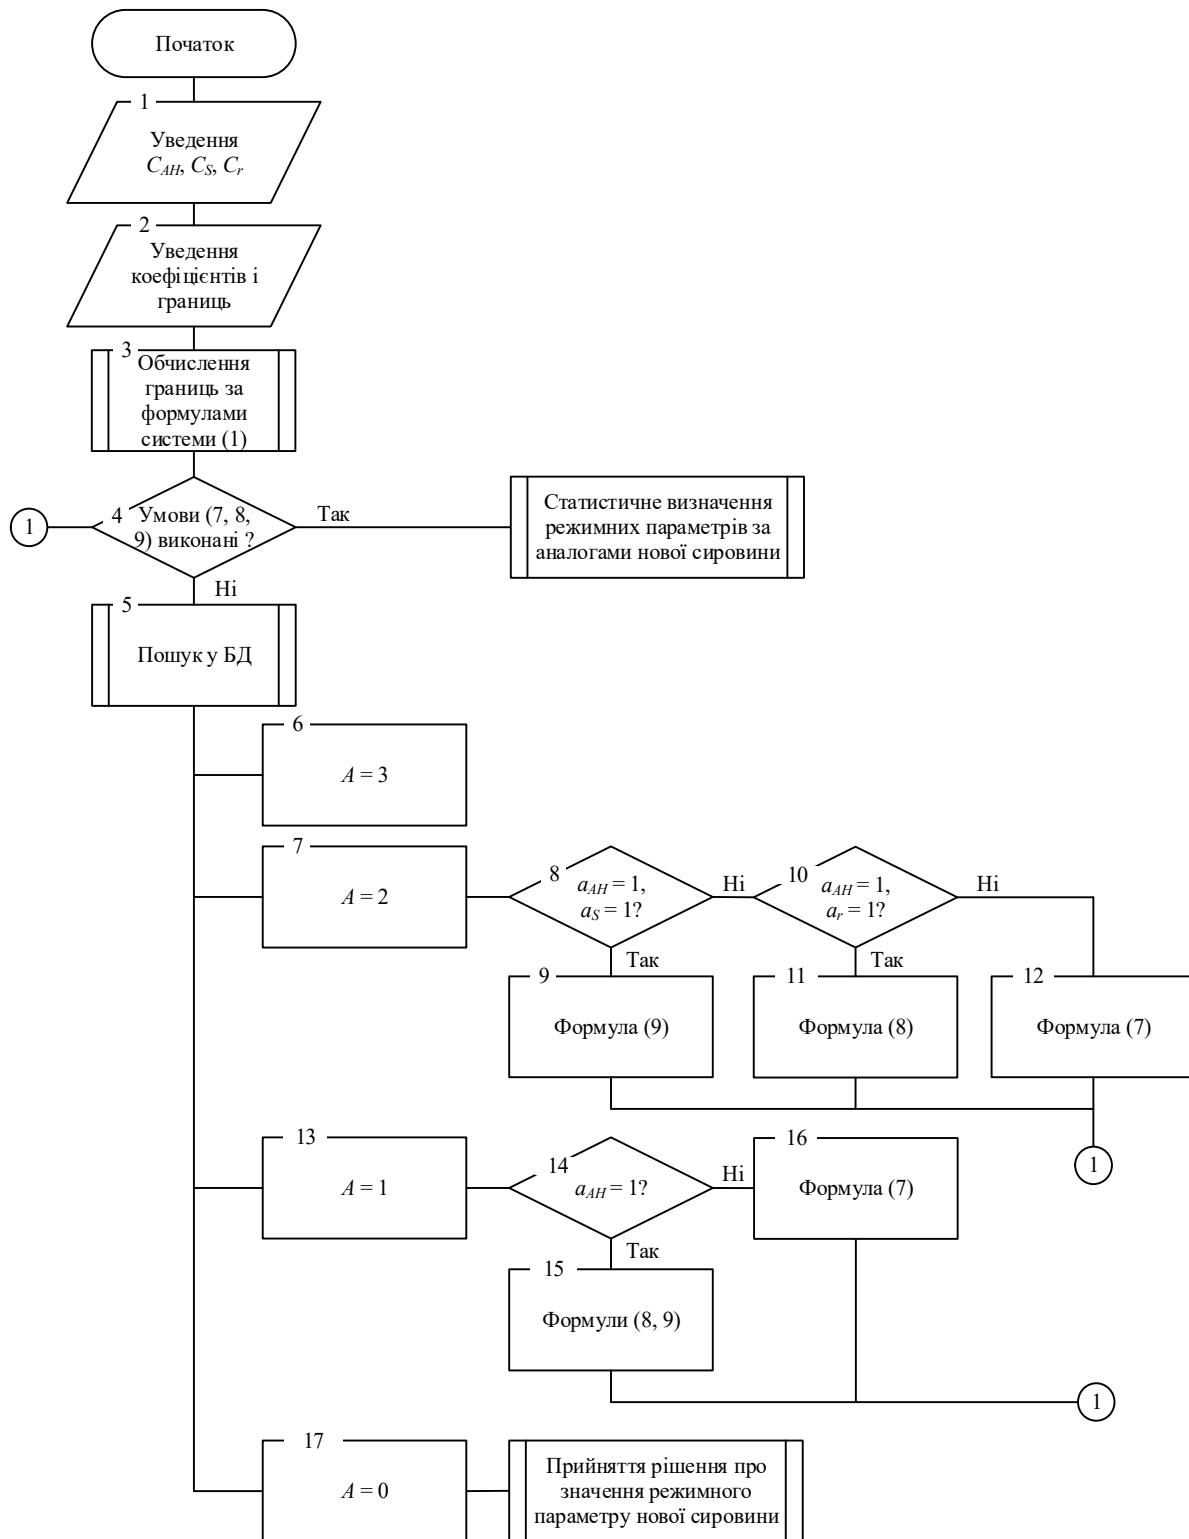 Початок
1
Уведення
C_AH, C_S, C_r
2
Уведення
коефіцієнтів і
границь
3
Обчислення
границь за
формулами
системи (1)
1
4
Умови (7, 8,
9) виконані ?
Так
Статистичне визначення
режимних параметрів за
аналогами нової сировини
Ні
5
Пошук у БД
6
A = 3
7
A = 2
8
a_AH = 1,
a_S = 1?
Ні
10
a_AH = 1,
a_r = 1?
Ні
Так
Так
9
Формула (9)
11
Формула (8)
12
Формула (7)
1
13
A = 1
14
a_AH = 1?
Ні
16
Формула (7)
Так
15
Формули (8, 9)
1
17
A = 0
Прийняття рішення про
значення режимного
параметру нової сировини